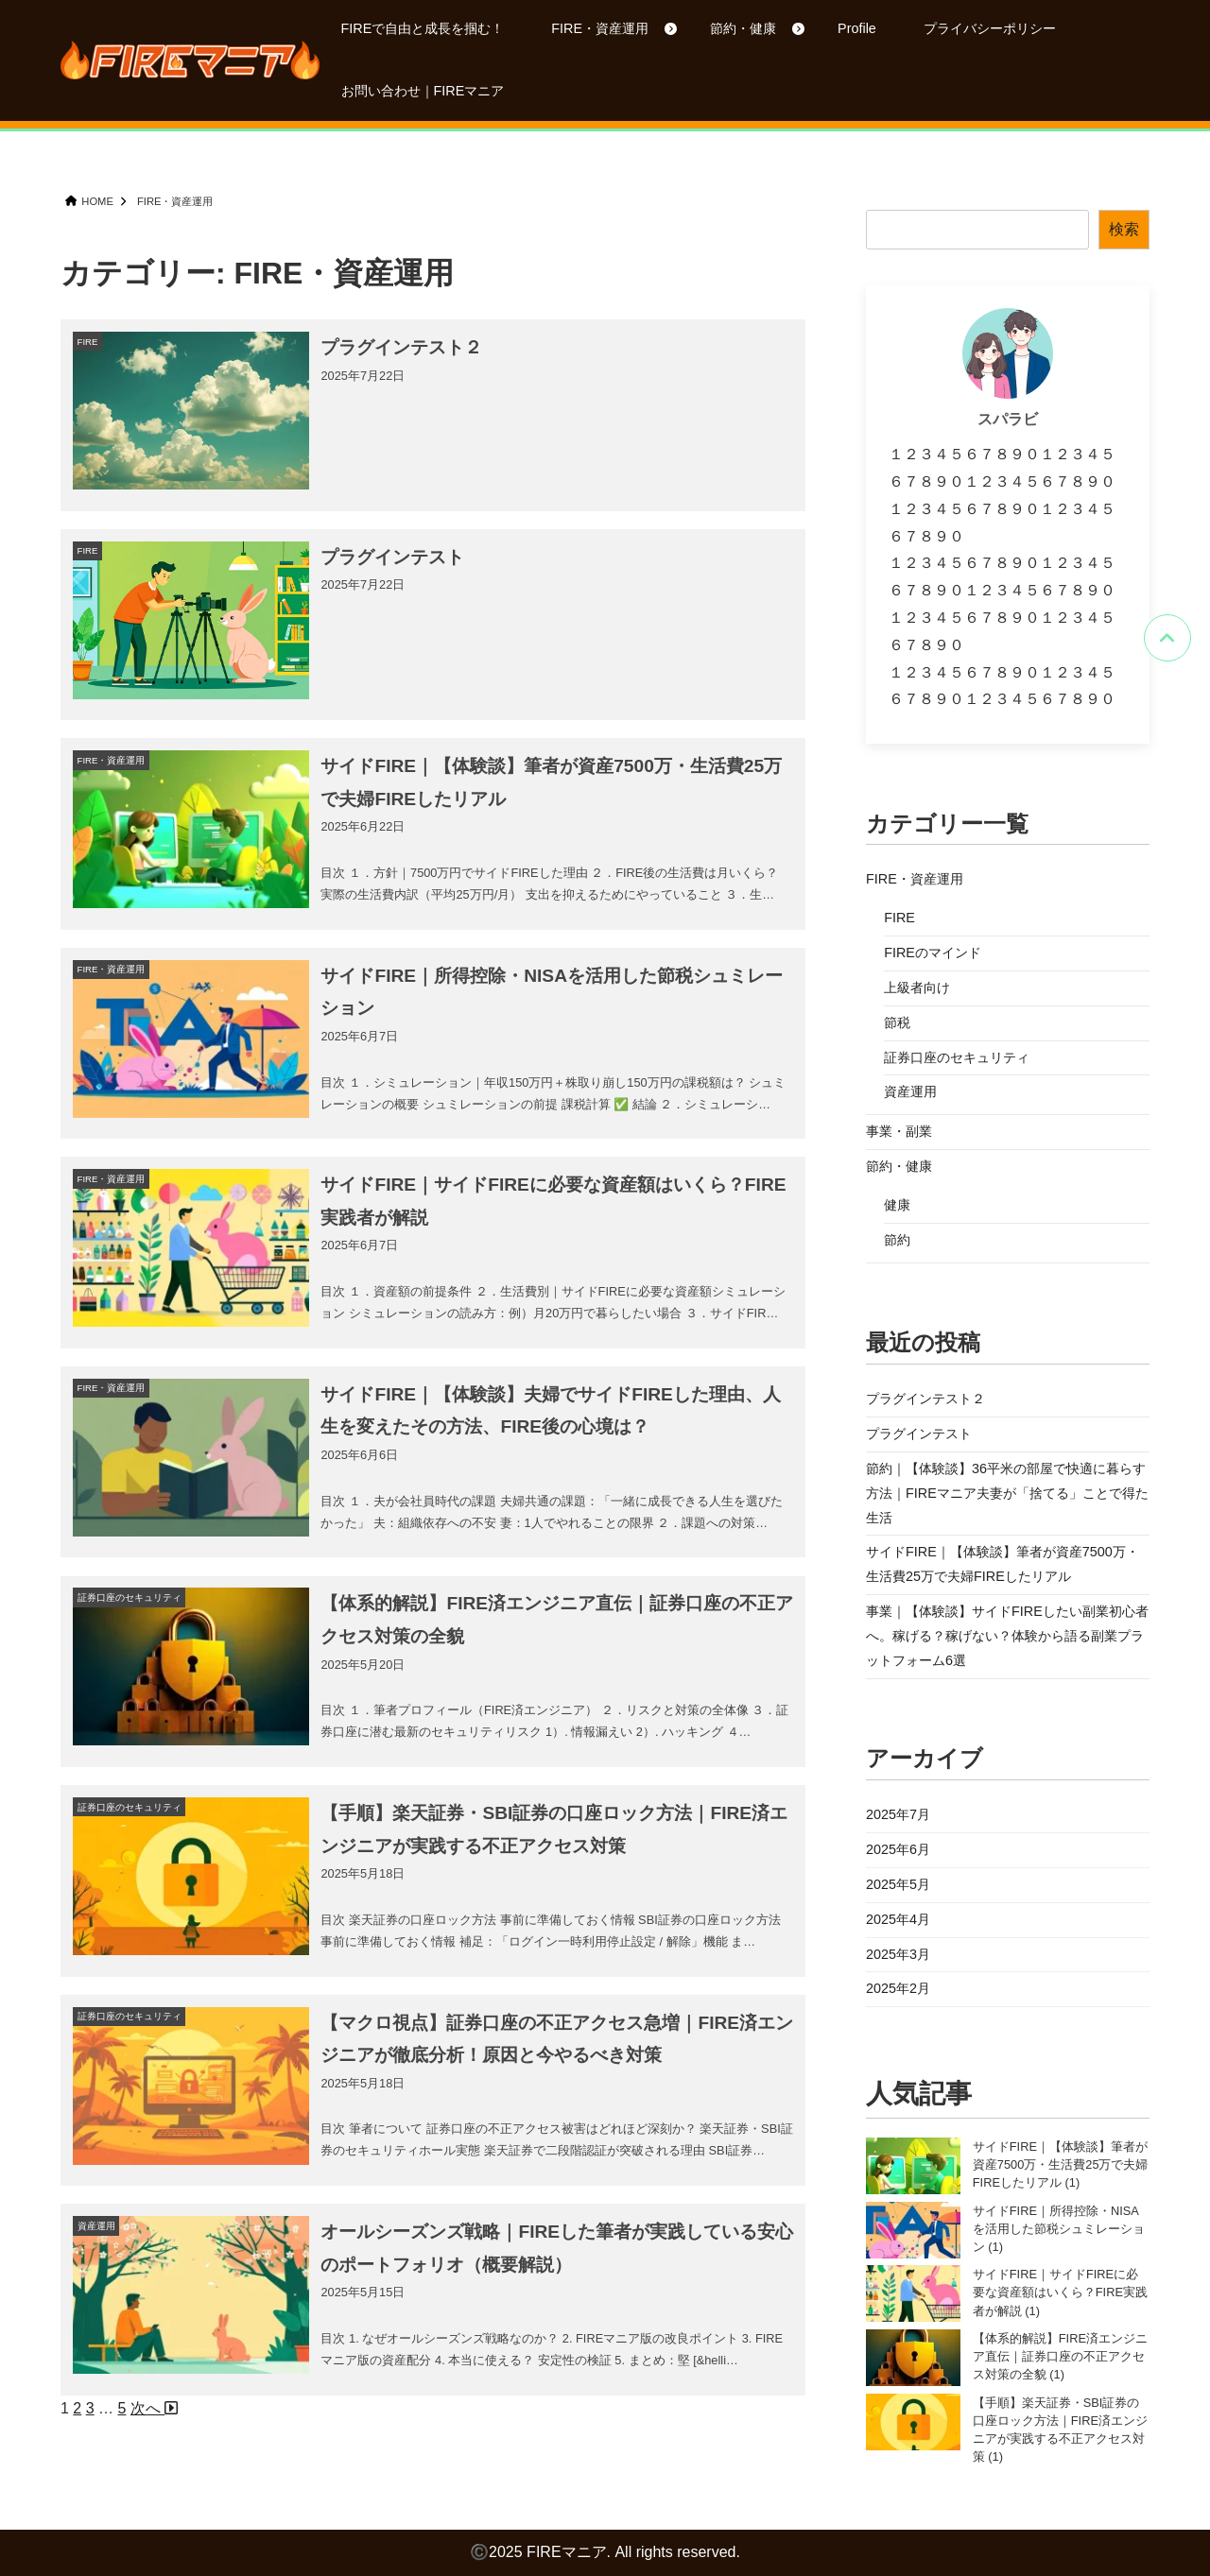 FIREマニア
FIREで自由と成長を掴む！
FIRE・資産運用
節約・健康
Profile
プライバシーポリシー
お問い合わせ｜FIREマニア
HOME
FIRE・資産運用
カテゴリー: FIRE・資産運用
FIRE
プラグインテスト２
2025年7月22日
FIRE
プラグインテスト
2025年7月22日
FIRE・資産運用
サイドFIRE｜【体験談】筆者が資産7500万・生活費25万
で夫婦FIREしたリアル
2025年6月22日
目次 １．方針｜7500万円でサイドFIREした理由 ２．FIRE後の生活費は月いくら？
実際の生活費内訳（平均25万円/月） 支出を抑えるためにやっていること ３．生…
FIRE・資産運用
サイドFIRE｜所得控除・NISAを活用した節税シュミレー
ション
2025年6月7日
目次 １．シミュレーション｜年収150万円＋株取り崩し150万円の課税額は？ シュミ
レーションの概要 シュミレーションの前提 課税計算 ✅ 結論 ２．シミュレーシ…
FIRE・資産運用
サイドFIRE｜サイドFIREに必要な資産額はいくら？FIRE
実践者が解説
2025年6月7日
目次 １．資産額の前提条件 ２．生活費別｜サイドFIREに必要な資産額シミュレーシ
ョン シミュレーションの読み方：例）月20万円で暮らしたい場合 ３．サイドFIR…
FIRE・資産運用
サイドFIRE｜【体験談】夫婦でサイドFIREした理由、人
生を変えたその方法、FIRE後の心境は？
2025年6月6日
目次 １．夫が会社員時代の課題 夫婦共通の課題：「一緒に成長できる人生を選びた
かった」 夫：組織依存への不安 妻：1人でやれることの限界 ２．課題への対策…
証券口座のセキュリティ
【体系的解説】FIRE済エンジニア直伝｜証券口座の不正ア
クセス対策の全貌
2025年5月20日
目次 １．筆者プロフィール（FIRE済エンジニア） ２．リスクと対策の全体像 ３．証
券口座に潜む最新のセキュリティリスク 1）. 情報漏えい 2）. ハッキング ４…
証券口座のセキュリティ
【手順】楽天証券・SBI証券の口座ロック方法｜FIRE済エ
ンジニアが実践する不正アクセス対策
2025年5月18日
目次 楽天証券の口座ロック方法 事前に準備しておく情報 SBI証券の口座ロック方法
事前に準備しておく情報 補足：「ログイン一時利用停止設定 / 解除」機能 ま…
証券口座のセキュリティ
【マクロ視点】証券口座の不正アクセス急増｜FIRE済エン
ジニアが徹底分析！原因と今やるべき対策
2025年5月18日
目次 筆者について 証券口座の不正アクセス被害はどれほど深刻か？ 楽天証券・SBI証
券のセキュリティホール実態 楽天証券で二段階認証が突破される理由 SBI証券…
資産運用
オールシーズンズ戦略｜FIREした筆者が実践している安心
のポートフォリオ（概要解説）
2025年5月15日
目次 1. なぜオールシーズンズ戦略なのか？ 2. FIREマニア版の改良ポイント 3. FIRE
マニア版の資産配分 4. 本当に使える？ 安定性の検証 5. まとめ：堅 [&helli…
1 2 3 … 5 次へ
検索
スパラビ
１２３４５６７８９０１２３４５
６７８９０１２３４５６７８９０
１２３４５６７８９０１２３４５
６７８９０
１２３４５６７８９０１２３４５
６７８９０１２３４５６７８９０
１２３４５６７８９０１２３４５
６７８９０
１２３４５６７８９０１２３４５
６７８９０１２３４５６７８９０
カテゴリー一覧
FIRE・資産運用
FIRE
FIREのマインド
上級者向け
節税
証券口座のセキュリティ
資産運用
事業・副業
節約・健康
健康
節約
最近の投稿
プラグインテスト２
プラグインテスト
節約｜【体験談】36平米の部屋で快適に暮らす
方法｜FIREマニア夫妻が「捨てる」ことで得た
生活
サイドFIRE｜【体験談】筆者が資産7500万・
生活費25万で夫婦FIREしたリアル
事業｜【体験談】サイドFIREしたい副業初心者
へ。稼げる？稼げない？体験から語る副業プラ
ットフォーム6選
アーカイブ
2025年7月
2025年6月
2025年5月
2025年4月
2025年3月
2025年2月
人気記事
サイドFIRE｜【体験談】筆者が
資産7500万・生活費25万で夫婦
FIREしたリアル (1)
サイドFIRE｜所得控除・NISA
を活用した節税シュミレーショ
ン (1)
サイドFIRE｜サイドFIREに必
要な資産額はいくら？FIRE実践
者が解説 (1)
【体系的解説】FIRE済エンジニ
ア直伝｜証券口座の不正アクセ
ス対策の全貌 (1)
【手順】楽天証券・SBI証券の
口座ロック方法｜FIRE済エンジ
ニアが実践する不正アクセス対
策 (1)
©2025 FIREマニア. All rights reserved.